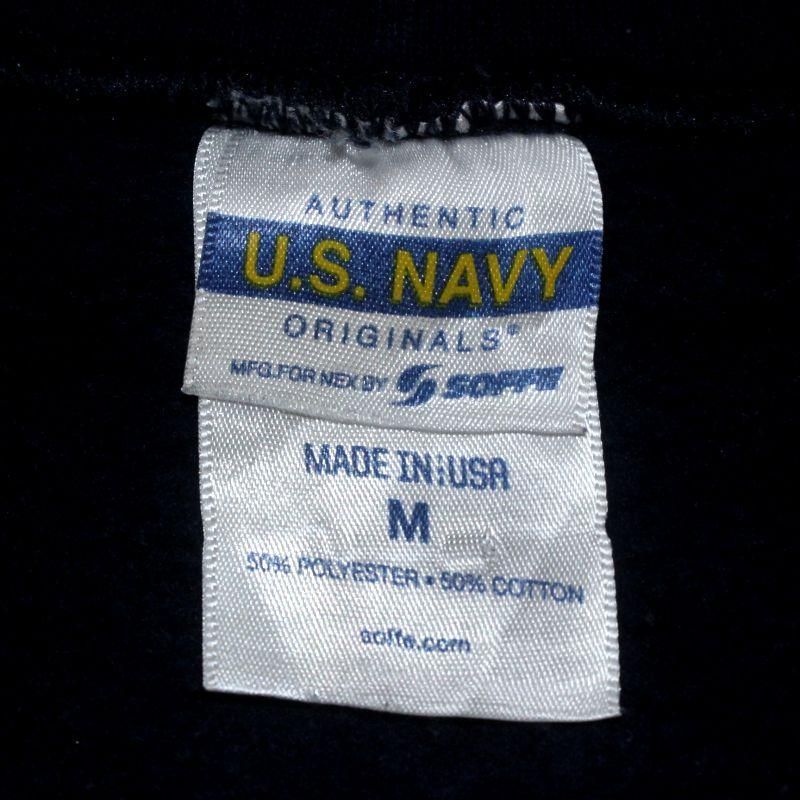 AUTHENTIC
U.S. NAVY
ORIGINALS®
MFG. FOR NEX BY SOFFE
MADE IN USA
M
50% POLYESTER • 50% COTTON
soffe.com